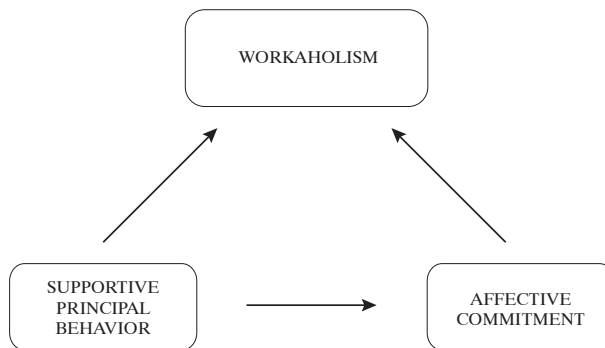 WORKAHOLISM
SUPPORTIVE
PRINCIPAL
BEHAVIOR
AFFECTIVE
COMMITMENT